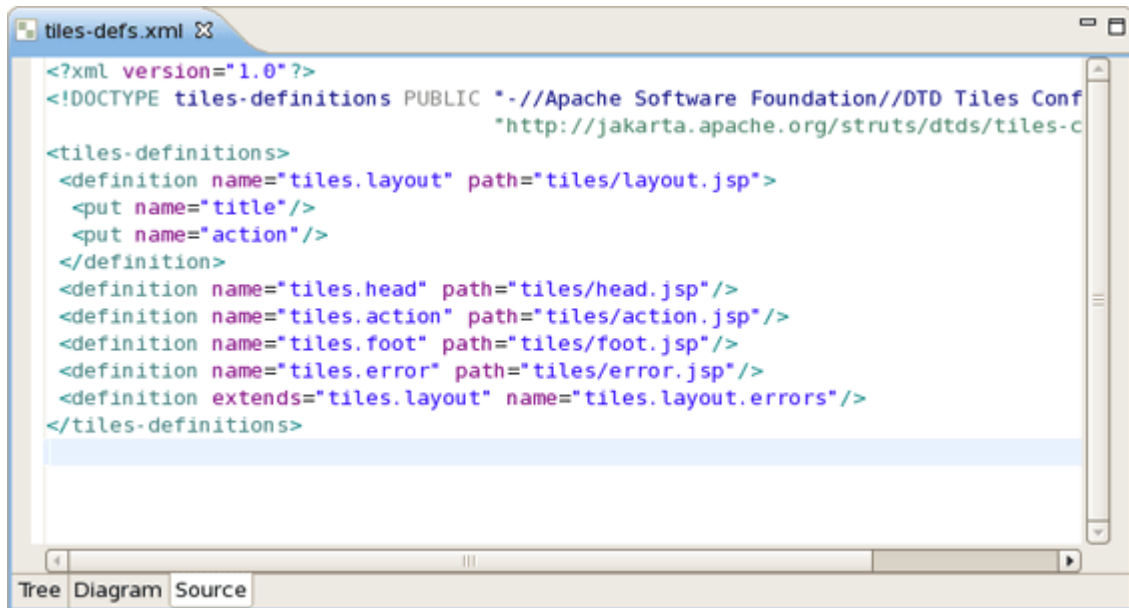 tiles-defs.xml
<?xml version="1.0"?>
<!DOCTYPE tiles-definitions PUBLIC "-//Apache Software Foundation//DTD Tiles Conf
"http://jakarta.apache.org/struts/dtds/tiles-c
<tiles-definitions>
<definition name="tiles.layout" path="tiles/layout.jsp">
<put name="title"/>
<put name="action"/>
</definition>
<definition name="tiles.head" path="tiles/head.jsp"/>
<definition name="tiles.action" path="tiles/action.jsp"/>
<definition name="tiles.foot" path="tiles/foot.jsp"/>
<definition name="tiles.error" path="tiles/error.jsp"/>
<definition extends="tiles.layout" name="tiles.layout.errors"/>
</tiles-definitions>
Tree Diagram Source